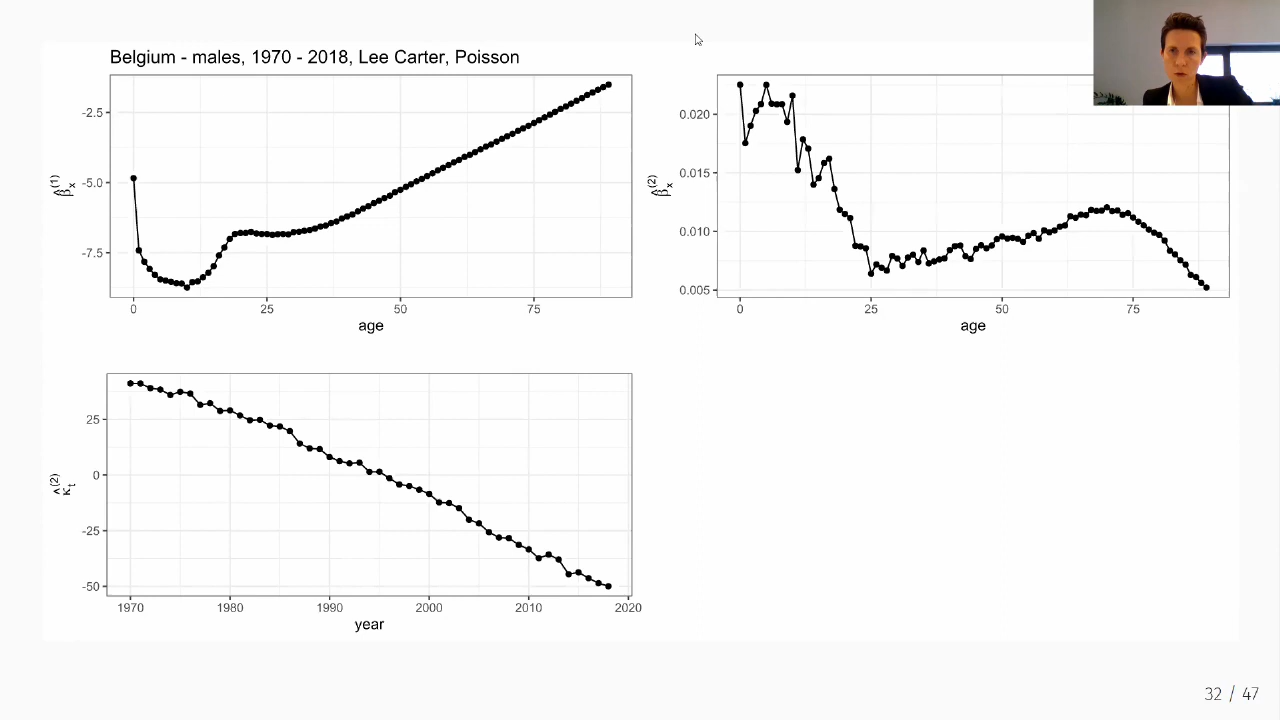 Belgium - males, 1970 - 2018, Lee Carter, Poisson
-2.5
-5.0
-7.5
β̂ₓ⁽¹⁾
0 25 50 75
age
0.020
0.015
0.010
0.005
β̂ₓ⁽²⁾
0 25 50 75
age
25
0
-25
-50
κ̂ₜ⁽²⁾
1970 1980 1990 2000 2010 2020
year
32 / 47